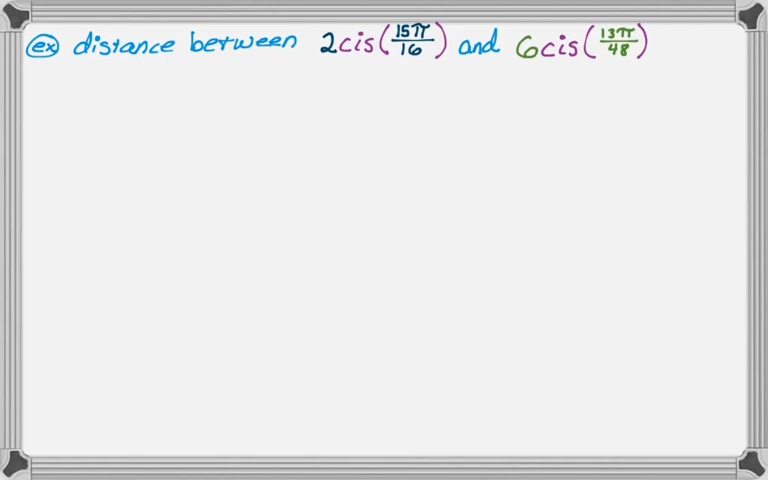 ex distance between 2cis(15π/16) and 6cis(13π/48)